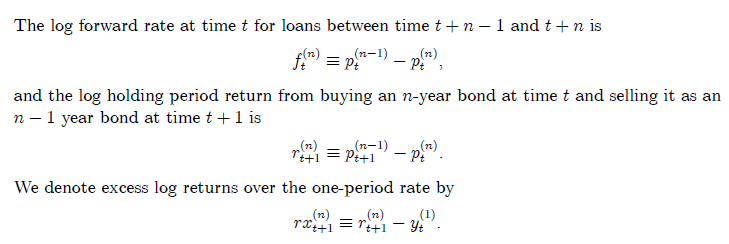 The log forward rate at time t for loans between time t + n − 1 and t + n is
f_t^{(n)} ≡ p_t^{(n−1)} − p_t^{(n)},
and the log holding period return from buying an n-year bond at time t and selling it as an
n − 1 year bond at time t + 1 is
r_{t+1}^{(n)} ≡ p_{t+1}^{(n−1)} − p_t^{(n)}.
We denote excess log returns over the one-period rate by
rx_{t+1}^{(n)} ≡ r_{t+1}^{(n)} − y_t^{(1)}.